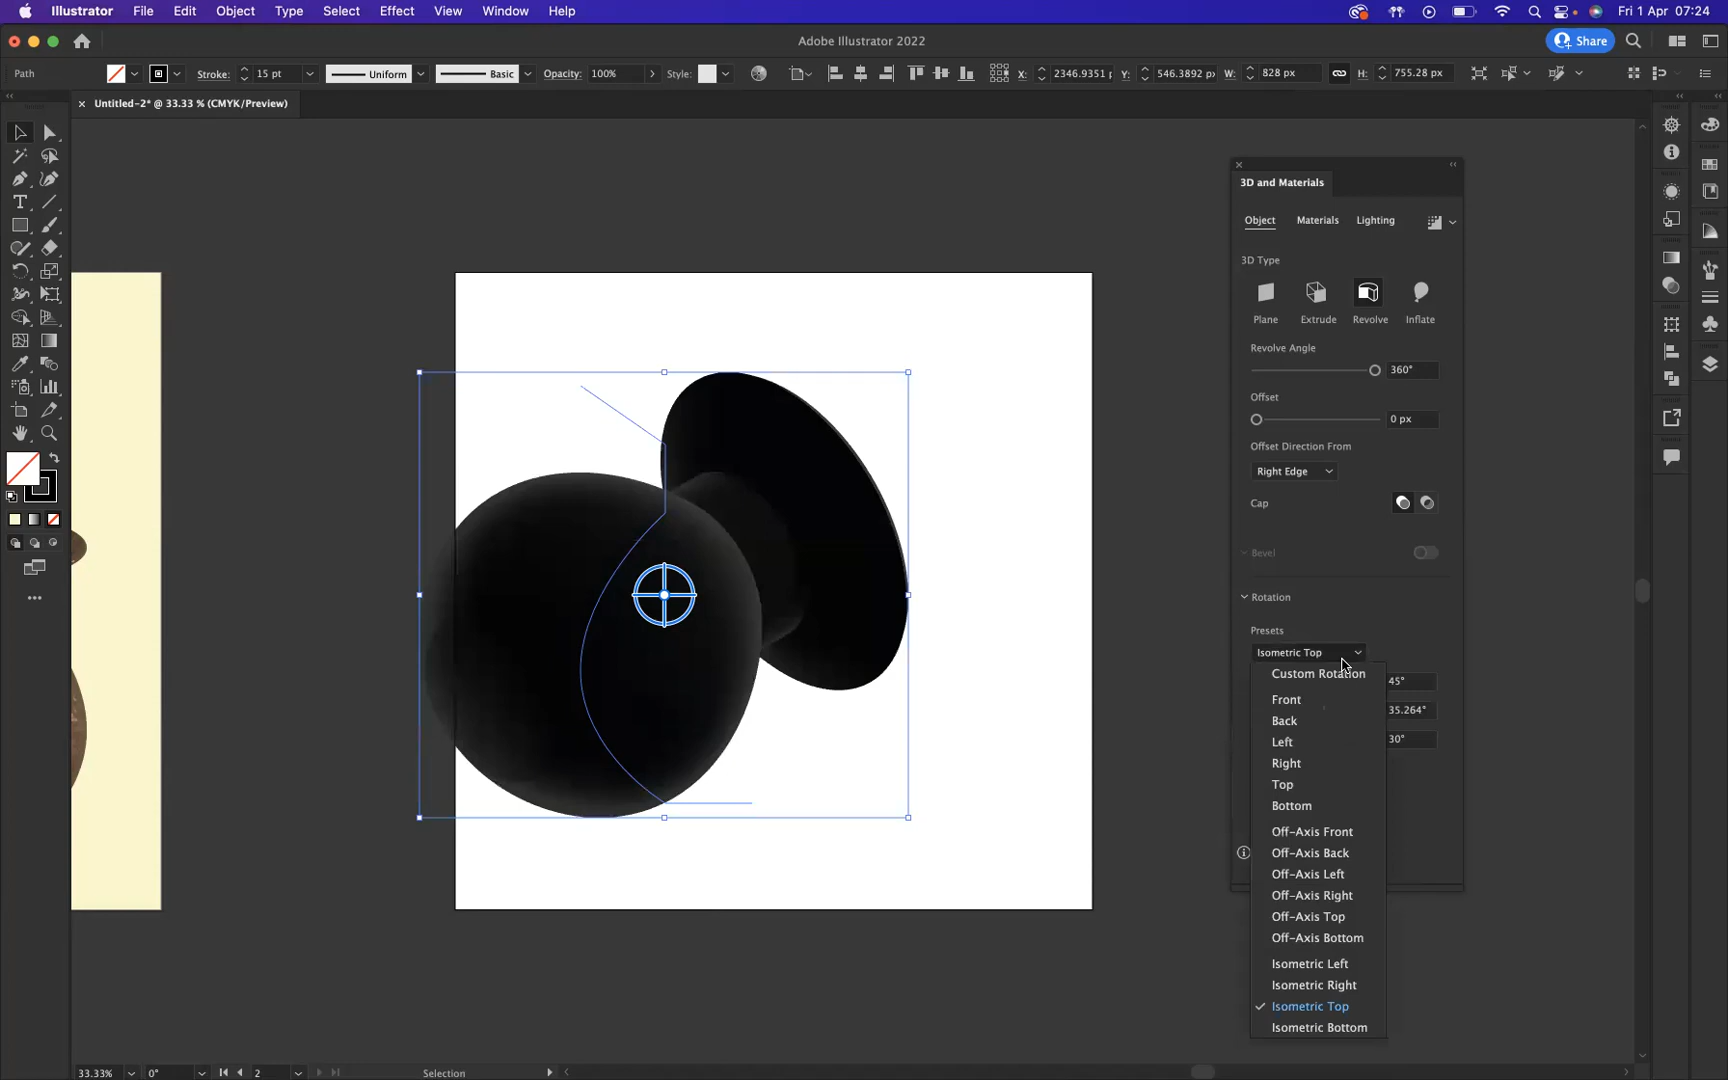 Illustrator File Edit Object Type Select Effect View Window Help Fri 1 Apr 07:24
Adobe Illustrator 2022 Share
Path Stroke: 15 pt Uniform Basic Opacity: 100% Style: X: 2346.9351 p Y: 546.3892 p W: 828 px H: 755.28 px
× Untitled-2* @ 33.33 % (CMYK/Preview)
3D and Materials
Object Materials Lighting
3D Type
Plane Extrude Revolve Inflate
Revolve Angle
360°
Offset
0 px
Offset Direction From
Right Edge
Cap
Bevel
Rotation
Presets
Isometric Top
Custom Rotation
45°
Front
35.264°
Back
30°
Left
Right
Top
Bottom
Off-Axis Front
Off-Axis Back
Off-Axis Left
Off-Axis Right
Off-Axis Top
Off-Axis Bottom
Isometric Left
Isometric Right
Isometric Top
Isometric Bottom
33.33% 0° 2 Selection